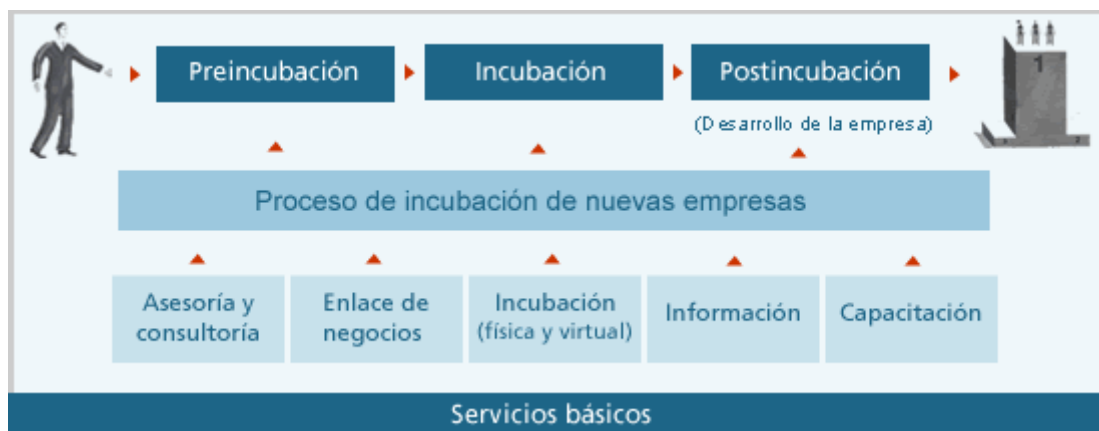 Preincubación
Incubación
Postincubación
(Desarrollo de la empresa)
1
Proceso de incubación de nuevas empresas
Asesoría y
consultoría
Enlace de
negocios
Incubación
(física y virtual)
Información
Capacitación
Servicios básicos